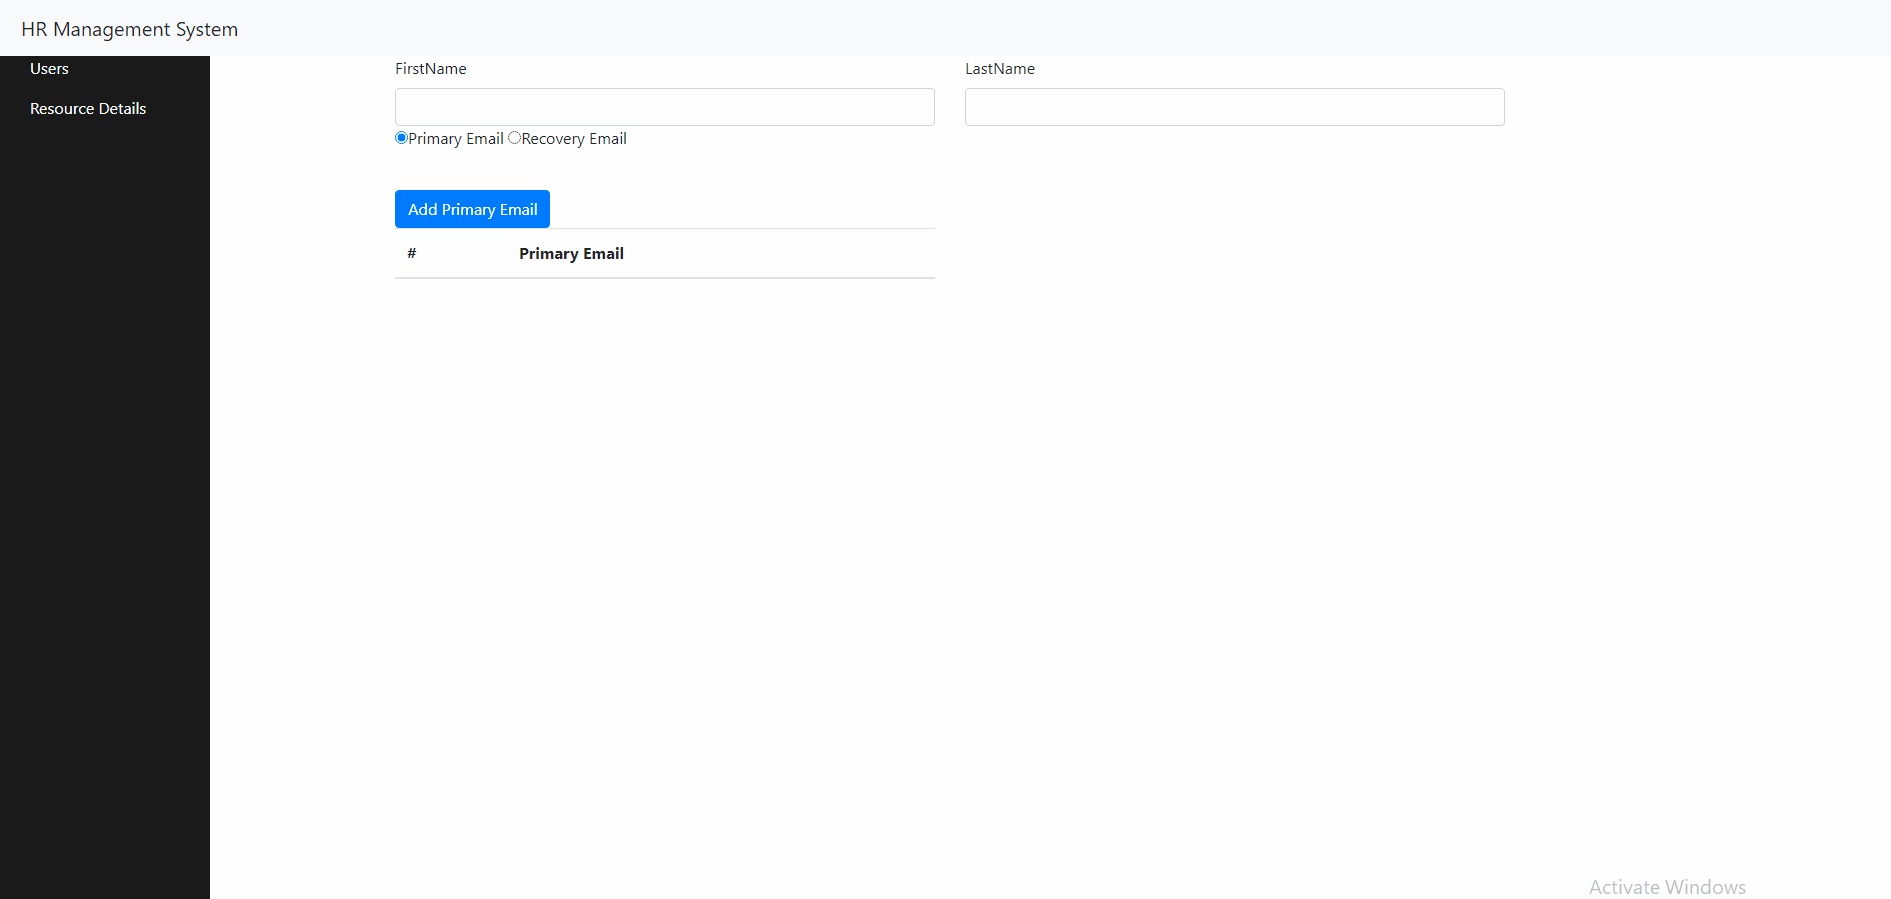 HR Management System
Users
Resource Details
FirstName
LastName
Primary Email Recovery Email
Add Primary Email
# Primary Email
Activate Windows